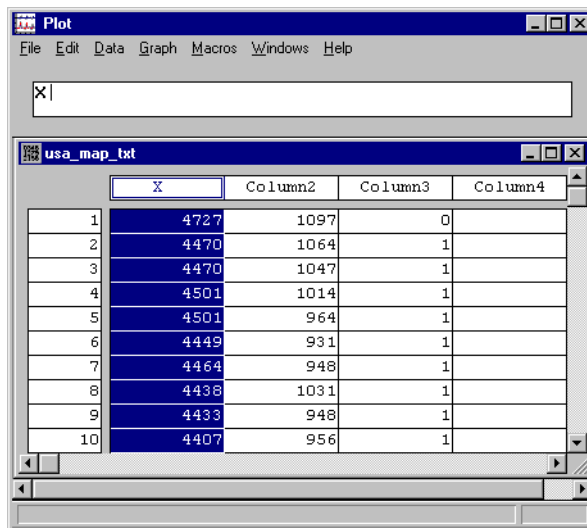 Plot
File Edit Data Graph Macros Windows Help
X
usa_map_txt
X Column2 Column3 Column4
1 4727 1097 0
2 4470 1064 1
3 4470 1047 1
4 4501 1014 1
5 4501 964 1
6 4449 931 1
7 4464 948 1
8 4438 1031 1
9 4433 948 1
10 4407 956 1